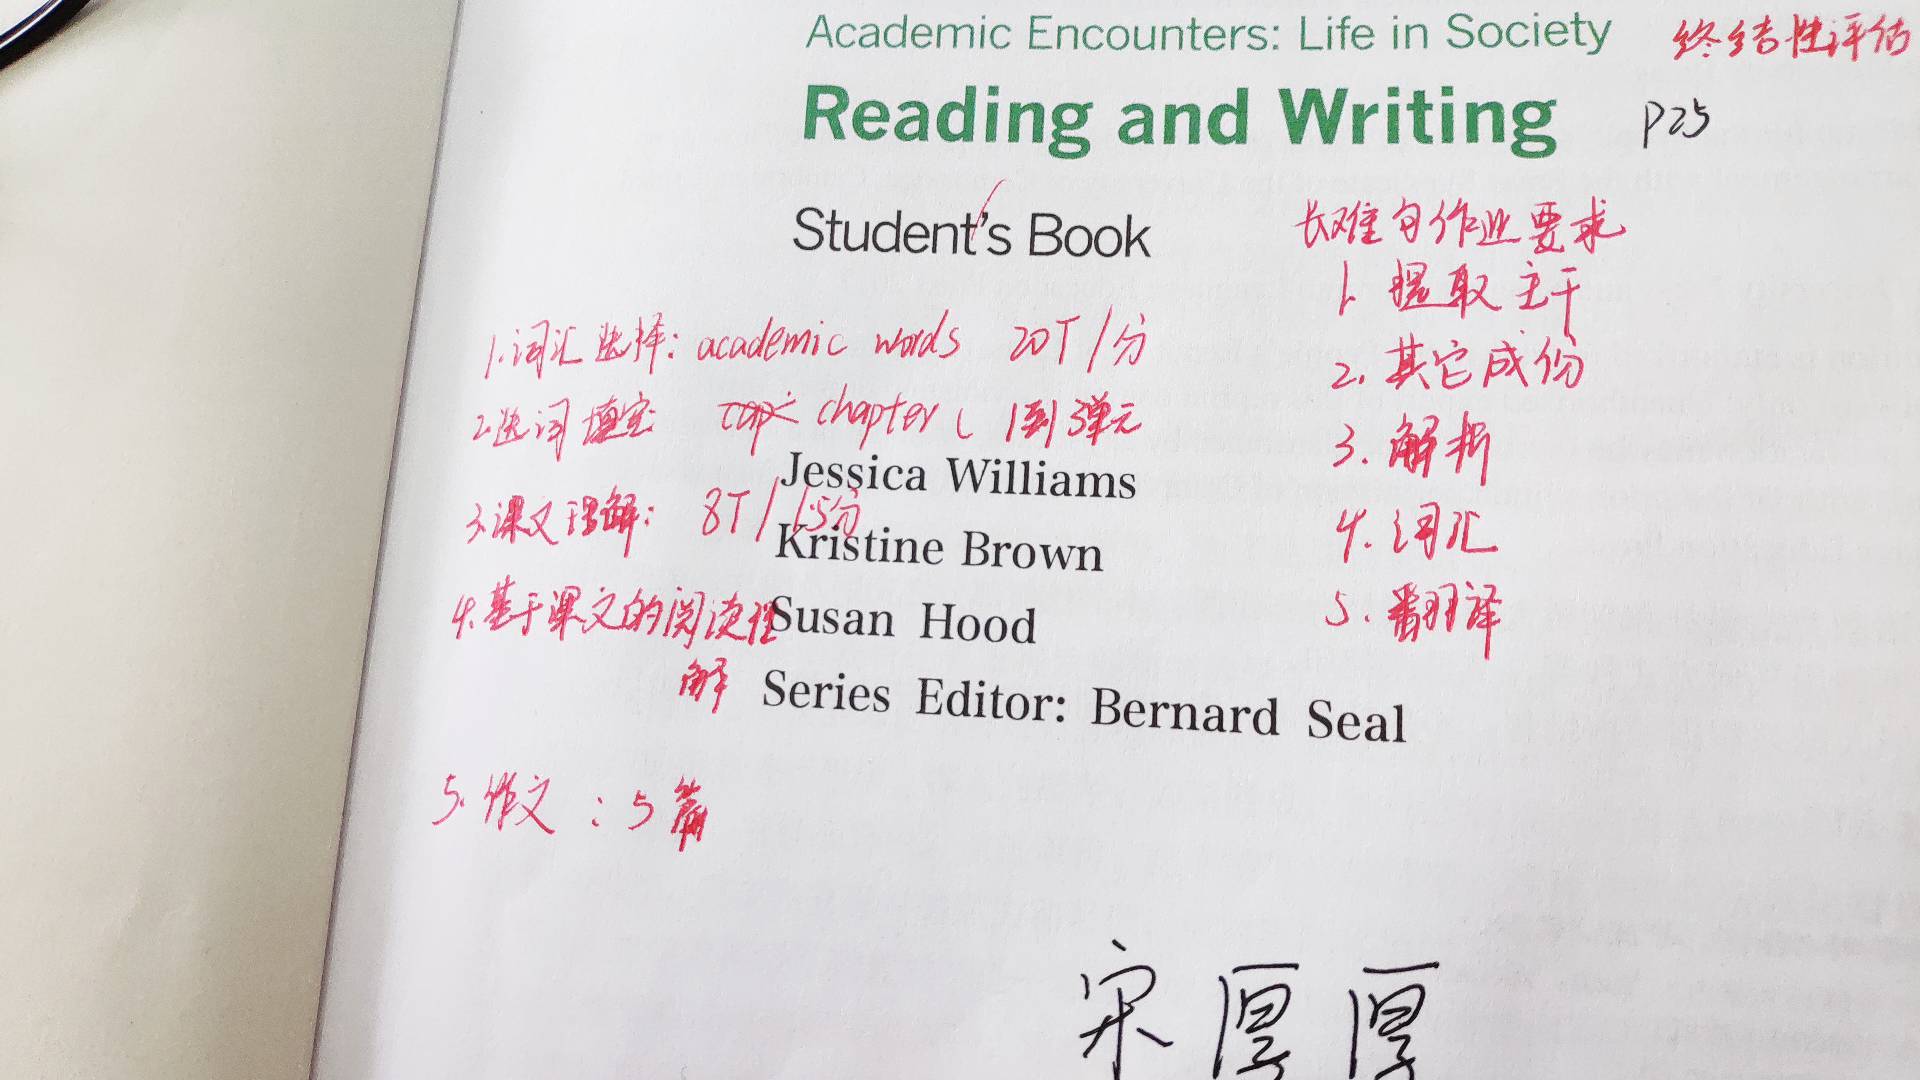 Academic Encounters: Life in Society 终结性评估
Reading and Writing P25
Student's Book
长难句作业要求
1. 提取主干
2. 其它成份
3. 解析
4. 词汇
5. 翻译
1.词汇选择: academic words 20T/分
2.选词填空 chapter 1到3单元
3.课文理解: 8T/15分
4.基于课文的阅读理
解
5.作文:5篇
Jessica Williams
Kristine Brown
Susan Hood
Series Editor: Bernard Seal
宋厚厚